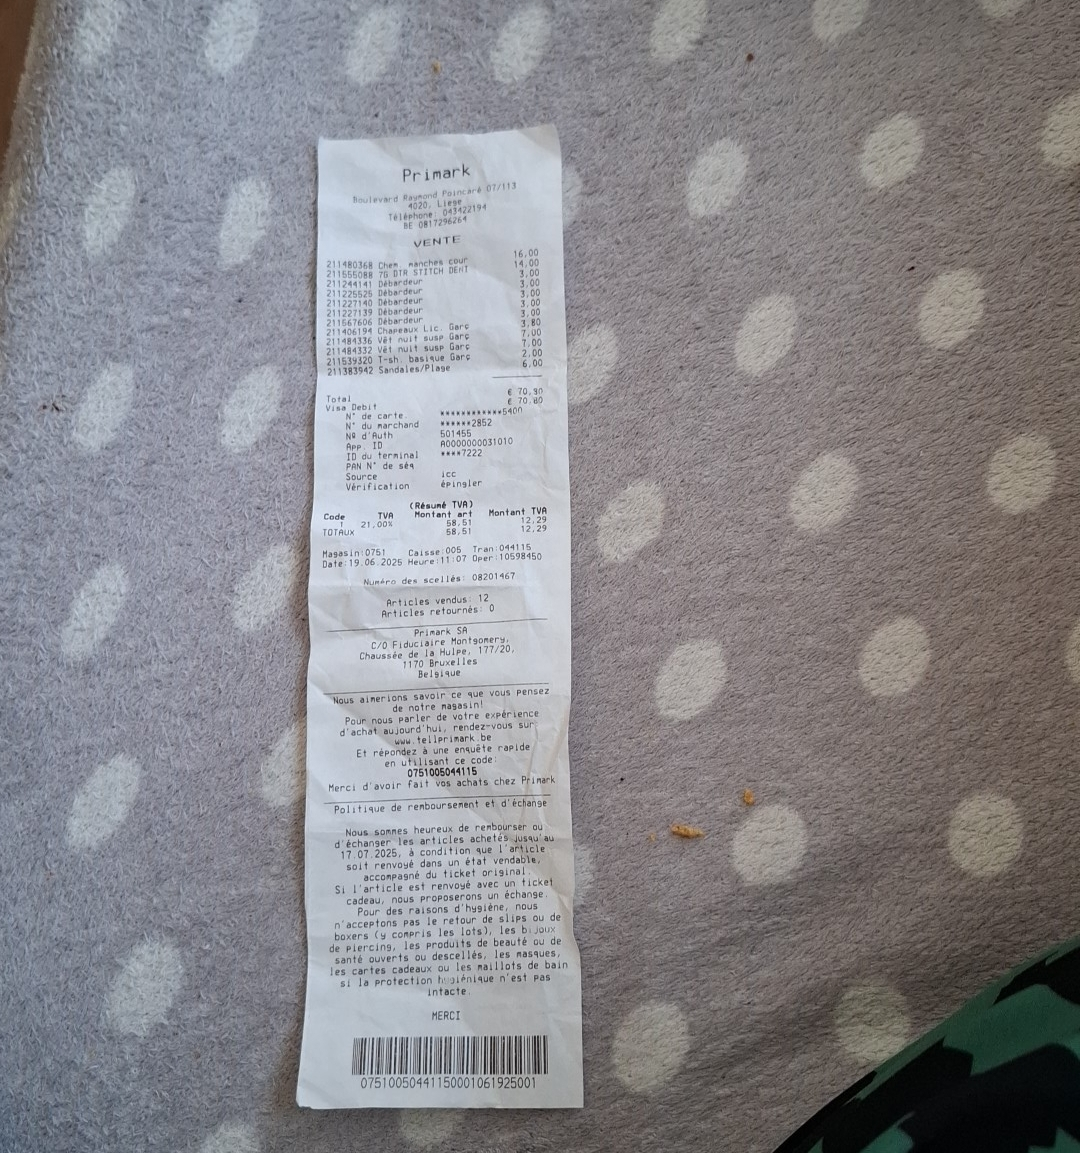 Primark
Boulevard Raymond Poincaré 07/113
4020, Liege
Téléphone: 043422194
BE 0817296264
VENTE
211480368 Chem. manches cour 16,00
211555088 7G DTR STITCH DENT 14,00
211244141 Débardeur 3,00
211225525 Débardeur 3,00
211227140 Débardeur 3,00
211227139 Débardeur 3,00
211567606 Débardeur 3,00
211406194 Chapeaux Lic. Garç 3,80
211484336 Vêt nuit susp Garç 7,00
211484332 Vêt nuit susp Garç 7,00
211539320 T-sh. basique Garç 2,00
211383942 Sandales/Plage 6,00
Total € 70,80
Visa Debit € 70,80
N° de carte ************5400
N° du marchand ******2852
Nº d'Auth 501455
App. ID A0000000031010
ID du terminal ****7222
PAN N° de séq
Source icc
Vérification épingler
(Résumé TVA)
Code TVA Montant art Montant TVA
1 21,00% 58,51 12,29
TOTAUX 58,51 12,29
Magasin:0751 Caisse:005 Tran:044115
Date:19.06.2025 Heure:11:07 Oper:10598450
Numéro des scellés: 08201467
Articles vendus: 12
Articles retournés: 0
Primark SA
C/O Fiduciaire Montgomery,
Chaussée de la Hulpe, 177/20,
1170 Bruxelles
Belgique
Nous aimerions savoir ce que vous pensez
de notre magasin!
Pour nous parler de votre expérience
d'achat aujourd'hui, rendez-vous sur
www.tellprimark.be
Et répondez à une enquête rapide
en utilisant ce code:
0751005044115
Merci d'avoir fait vos achats chez Primark
Politique de remboursement et d'échange
Nous sommes heureux de rembourser ou
d'échanger les articles achetés jusqu'au
17.07.2025, à condition que l'article
soit renvoyé dans un état vendable,
accompagné du ticket original.
Si l'article est renvoyé avec un ticket
cadeau, nous proposerons un échange.
Pour des raisons d'hygiène, nous
n'acceptons pas le retour de slips ou de
boxers (y compris les lots), les bijoux
de piercing, les produits de beauté ou de
santé ouverts ou descellés, les masques,
les cartes cadeaux ou les maillots de bain
si la protection hygiénique n'est pas
intacte.
MERCI
07510050441150001061925001